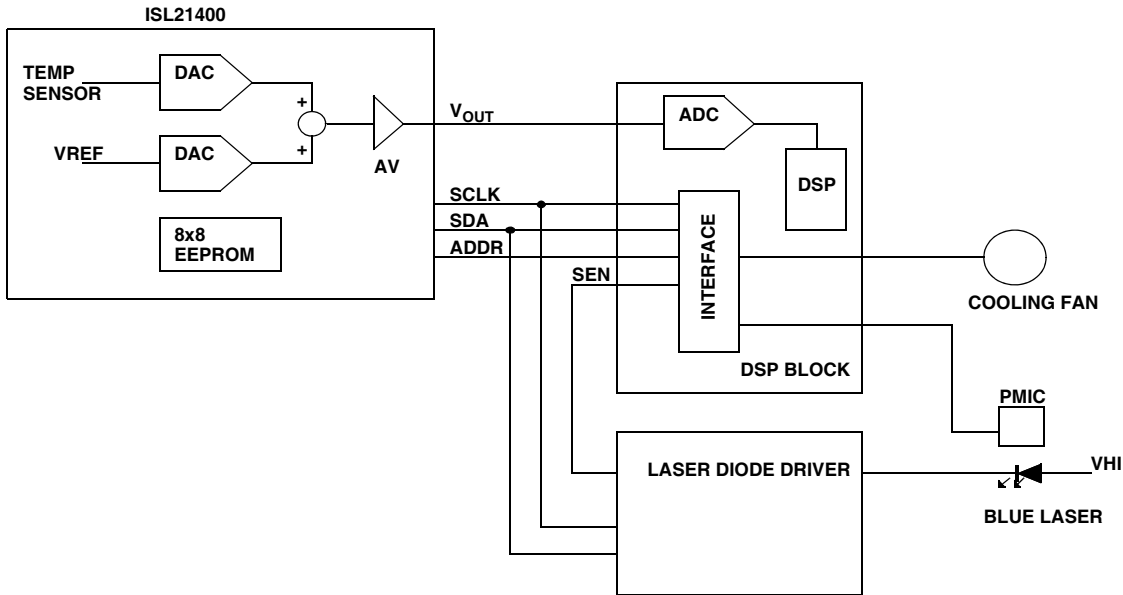 ISL21400
TEMP
SENSOR
DAC
+
VREF
DAC
+
AV
8x8
EEPROM
VOUT
SCLK
SDA
ADDR
SEN
ADC
DSP
INTERFACE
DSP BLOCK
COOLING FAN
PMIC
LASER DIODE DRIVER
VHI
BLUE LASER